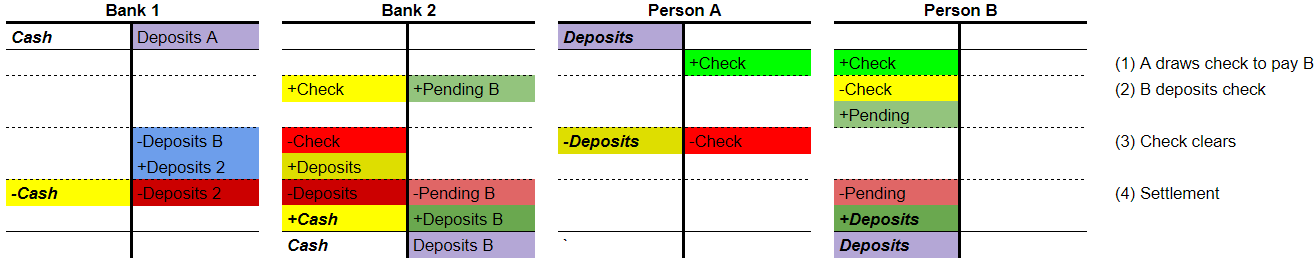 Bank 1 Bank 2 Person A Person B
Cash Deposits A Deposits
+Check +Check (1) A draws check to pay B
+Check +Pending B -Check (2) B deposits check
+Pending
-Deposits B -Check -Deposits -Check (3) Check clears
+Deposits 2 +Deposits
-Cash -Deposits 2 -Deposits -Pending B -Pending (4) Settlement
+Cash +Deposits B +Deposits
Cash Deposits B ` Deposits